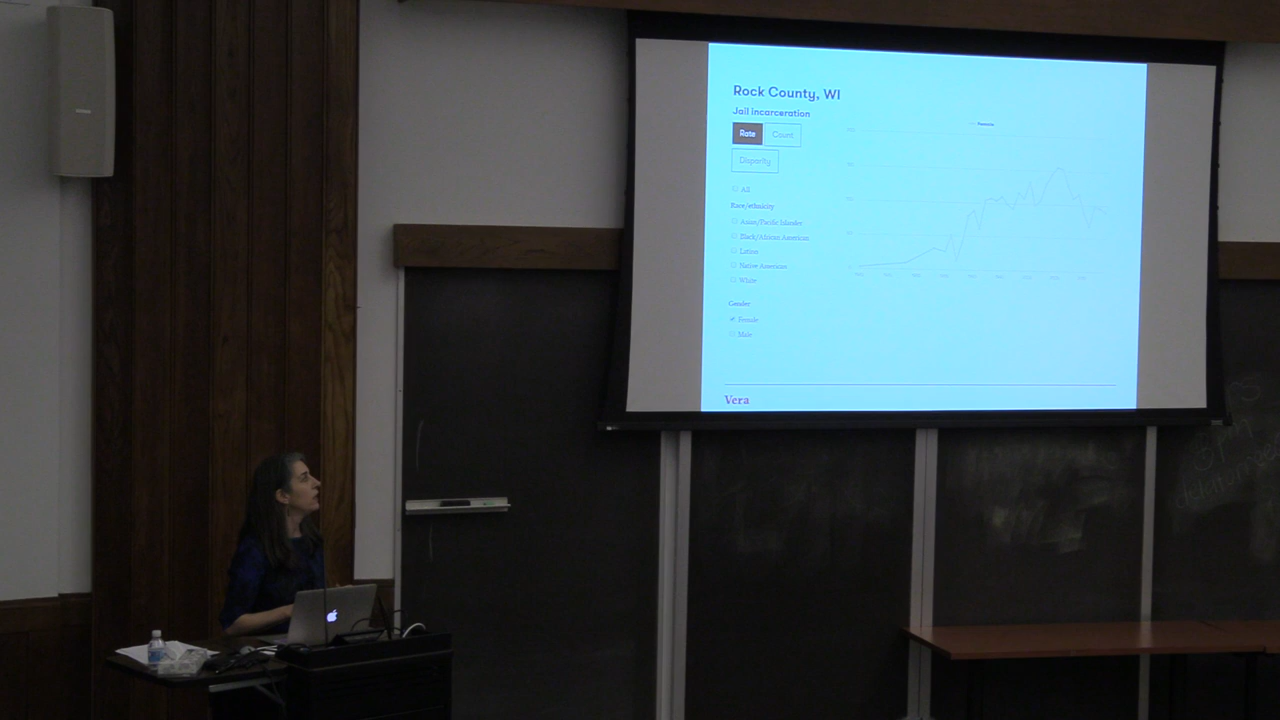 Rock County, WI
Jail incarceration
Rate
Count
Disparity
All
Race/ethnicity
Asian/Pacific Islander
Black/African American
Latino
Native American
White
Gender
Female
Male
Female
Vera